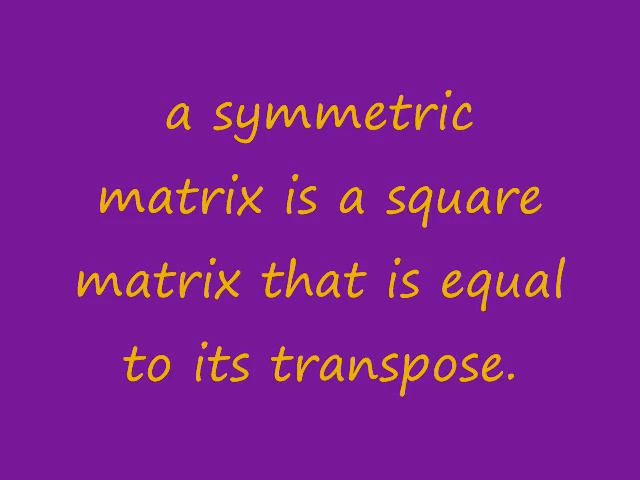 a symmetric
matrix is a square
matrix that is equal
to its transpose.